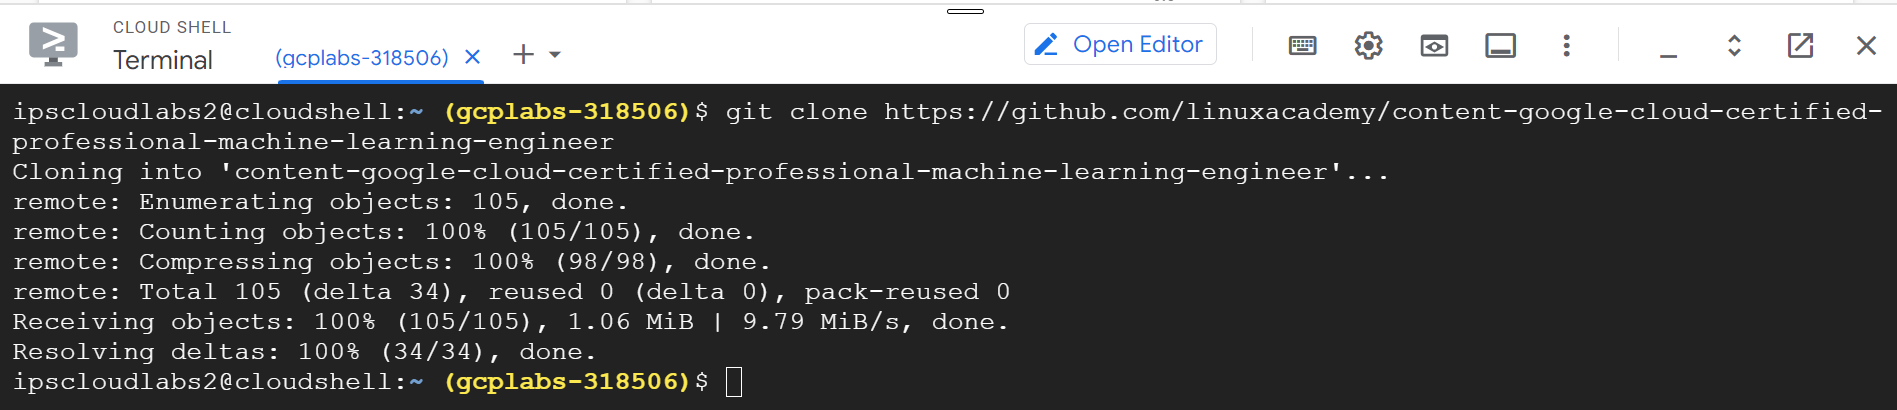 CLOUD SHELL
Terminal
(gcplabs-318506)
Open Editor
ipscloudlabs2@cloudshell:~ (gcplabs-318506)$ git clone https://github.com/linuxacademy/content-google-cloud-certified-
professional-machine-learning-engineer
Cloning into 'content-google-cloud-certified-professional-machine-learning-engineer'...
remote: Enumerating objects: 105, done.
remote: Counting objects: 100% (105/105), done.
remote: Compressing objects: 100% (98/98), done.
remote: Total 105 (delta 34), reused 0 (delta 0), pack-reused 0
Receiving objects: 100% (105/105), 1.06 MiB | 9.79 MiB/s, done.
Resolving deltas: 100% (34/34), done.
ipscloudlabs2@cloudshell:~ (gcplabs-318506)$